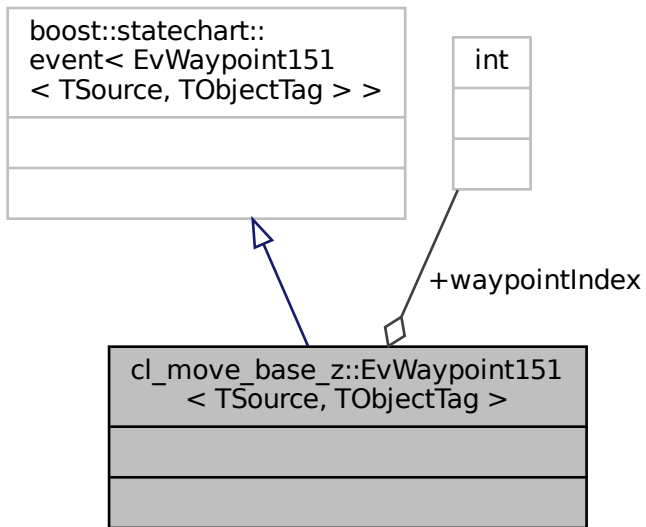 boost::statechart::
event< EvWaypoint151
< TSource, TObjectTag > >
int
+waypointIndex
cl_move_base_z::EvWaypoint151
< TSource, TObjectTag >